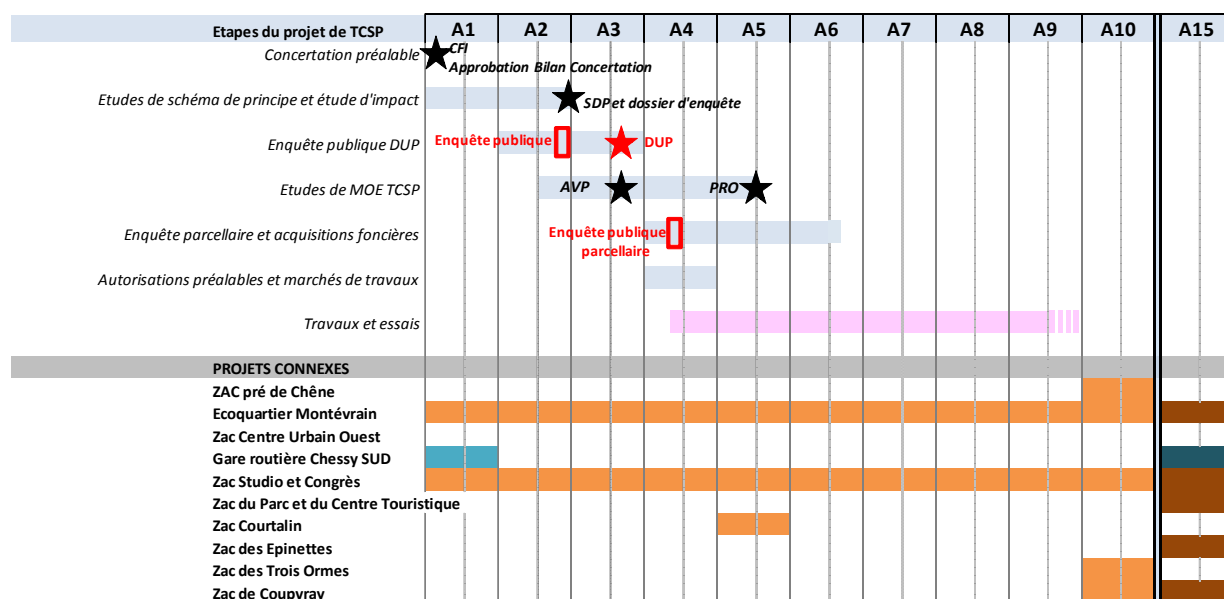 Etapes du projet de TCSP A1 A2 A3 A4 A5 A6 A7 A8 A9 A10 A15
Concertation préalable CFI
Approbation Bilan Concertation
Etudes de schéma de principe et étude d'impact SDP et dossier d'enquête
Enquête publique DUP Enquête publique DUP
Etudes de MOE TCSP AVP PRO
Enquête parcellaire et acquisitions foncières Enquête publique
parcellaire
Autorisations préalables et marchés de travaux
Travaux et essais
PROJETS CONNEXES
ZAC pré de Chêne
Ecoquartier Montévrain
Zac Centre Urbain Ouest
Gare routière Chessy SUD
Zac Studio et Congrès
Zac du Parc et du Centre Touristique
Zac Courtalin
Zac des Epinettes
Zac des Trois Ormes
Zac de Coupvray